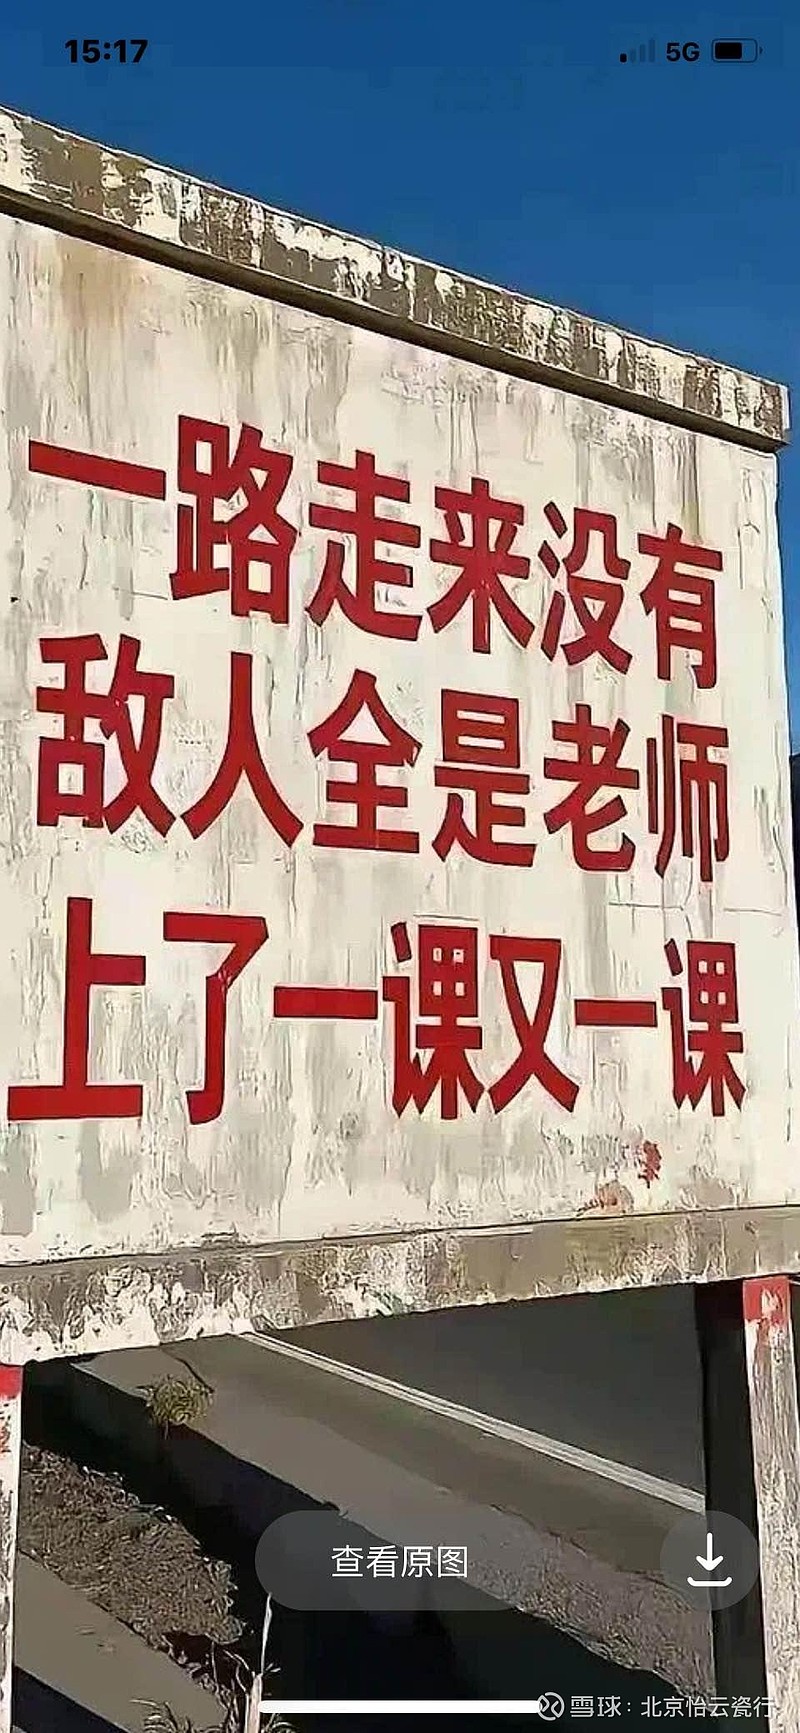 15:17
5G
一路走来没有
敌人全是老师
上了一课又一课
查看原图
雪球：北京怡云瓷行